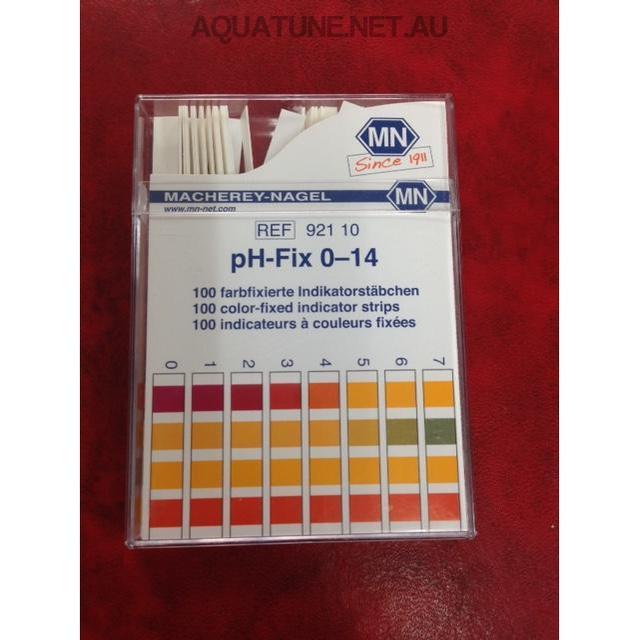 AQUATUNE.NET.AU
MN
Since 1911
MACHEREY-NAGEL
MN
www.mn-net.com
REF 921 10
pH-Fix 0–14
100 farbfixierte Indikatorstäbchen
100 color-fixed indicator strips
100 indicateurs à couleurs fixées
0 1 2 3 4 5 6 7